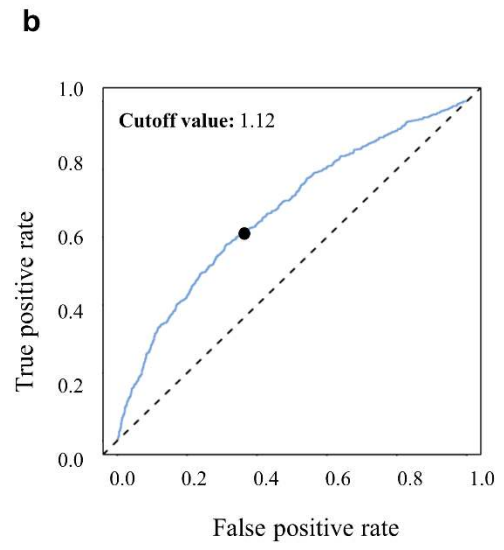 b
Cutoff value: 1.12
True positive rate
1.0
0.8
0.6
0.4
0.2
0.0
0.0 0.2 0.4 0.6 0.8 1.0
False positive rate